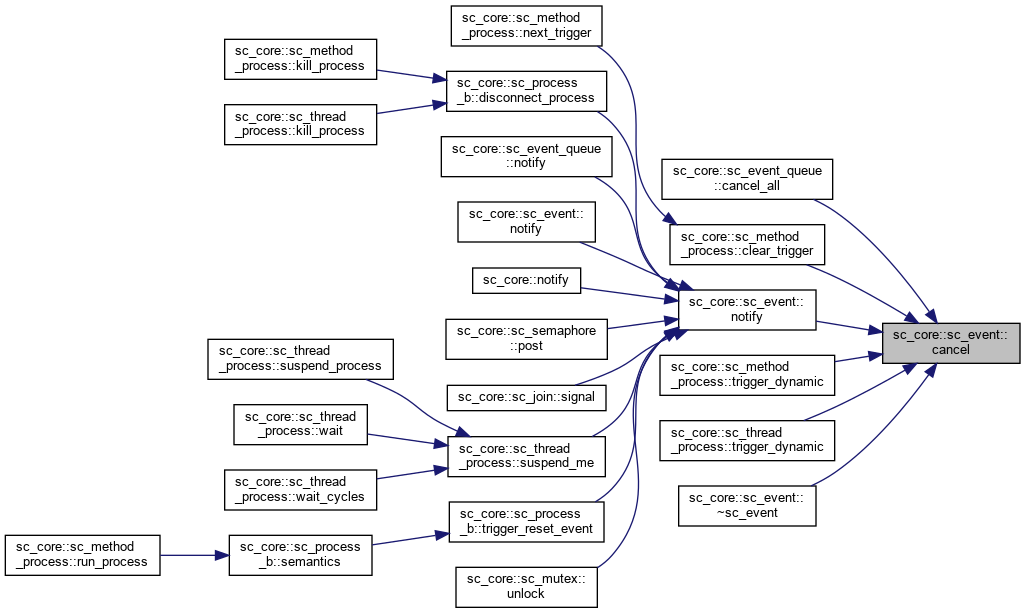 sc_core::sc_method
_process::next_trigger
sc_core::sc_method
_process::kill_process
sc_core::sc_process
_b::disconnect_process
sc_core::sc_thread
_process::kill_process
sc_core::sc_event_queue
::notify
sc_core::sc_event_queue
::cancel_all
sc_core::sc_event::
notify
sc_core::sc_method
_process::clear_trigger
sc_core::notify
sc_core::sc_event::
notify
sc_core::sc_semaphore
::post
sc_core::sc_event::
cancel
sc_core::sc_thread
_process::suspend_process
sc_core::sc_method
_process::trigger_dynamic
sc_core::sc_join::signal
sc_core::sc_thread
_process::wait
sc_core::sc_thread
_process::trigger_dynamic
sc_core::sc_thread
_process::suspend_me
sc_core::sc_thread
_process::wait_cycles
sc_core::sc_event::
~sc_event
sc_core::sc_process
_b::trigger_reset_event
sc_core::sc_method
_process::run_process
sc_core::sc_process
_b::semantics
sc_core::sc_mutex::
unlock